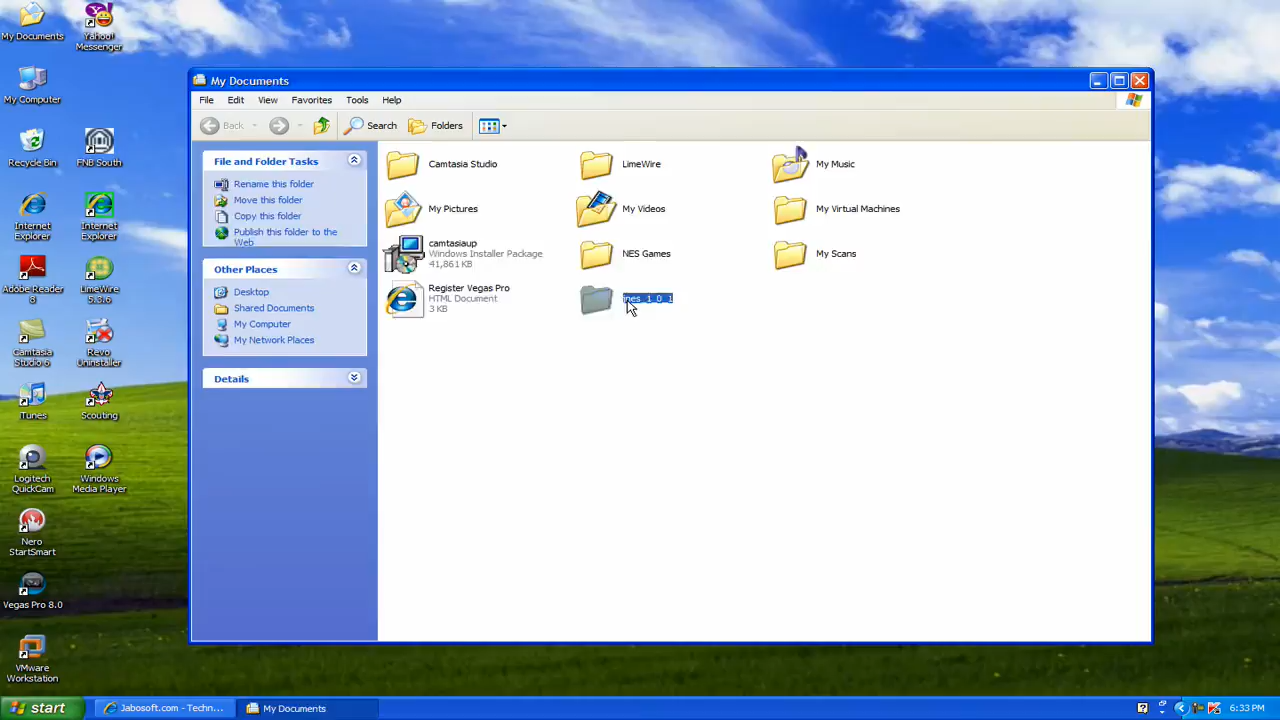 My Documents
Yahoo!
Messenger
My Computer
Recycle Bin
FNB South
Internet
Explorer
Internet
Explorer
Adobe Reader
8
LimeWire
5.3.6
Camtasia
Studio 6
Revo
Uninstaller
iTunes
Scouting
Logitech
QuickCam
Windows
Media Player
Nero
StartSmart
Vegas Pro 8.0
VMware
Workstation
My Documents
File Edit View Favorites Tools Help
Back Search Folders
File and Folder Tasks
Rename this folder
Move this folder
Copy this folder
Publish this folder to the
Web
Other Places
Desktop
Shared Documents
My Computer
My Network Places
Details
Camtasia Studio
LimeWire
My Music
My Pictures
My Videos
My Virtual Machines
camtasiaup
Windows Installer Package
41,861 KB
NES Games
My Scans
Register Vegas Pro
HTML Document
3 KB
jnes_1_0_1
start
Jabosoft.com - Techn...
My Documents
6:33 PM